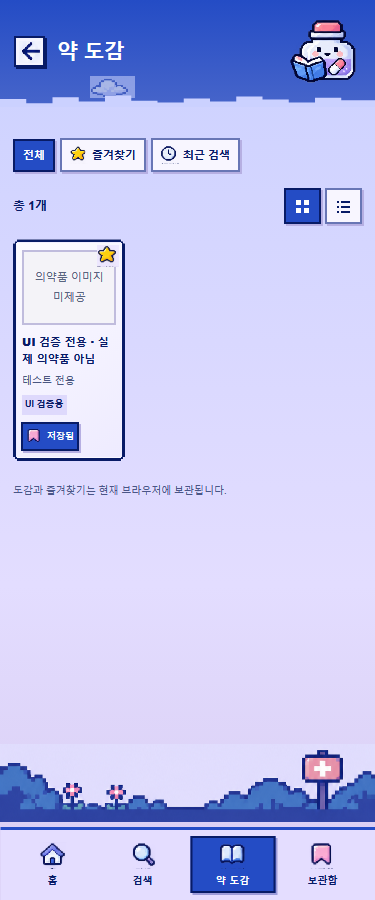 약 도감
전체
즐겨찾기
최근 검색
총 1개
의약품 이미지
미제공
UI 검증 전용 · 실
제 의약품 아님
테스트 전용
UI 검증용
저장됨
도감과 즐겨찾기는 현재 브라우저에 보관됩니다.
홈
검색
약 도감
보관함